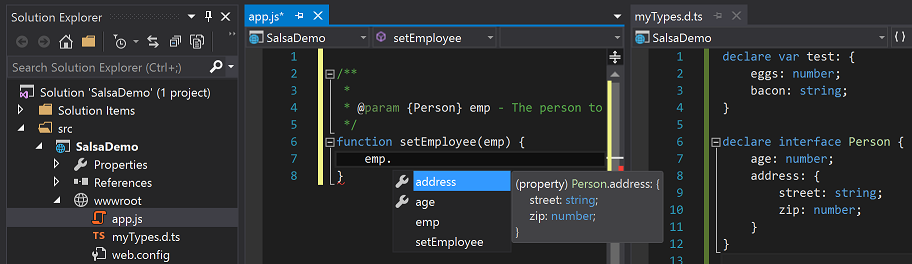 Solution Explorer
Search Solution Explorer (Ctrl+;)
Solution 'SalsaDemo' (1 project)
Solution Items
src
SalsaDemo
Properties
References
wwwroot
app.js
TS myTypes.d.ts
web.config
app.js*
SalsaDemo
setEmployee
1
2 /**
3 *
4 * @param {Person} emp - The person to
5 */
6 function setEmployee(emp) {
7 emp.
8 }
address
age
emp
setEmployee
(property) Person.address: {
street: string;
zip: number;
}
myTypes.d.ts
SalsaDemo
{}
1 declare var test: {
2 eggs: number;
3 bacon: string;
4 }
5
6 declare interface Person {
7 age: number;
8 address: {
9 street: string;
10 zip: number;
11 }
12 }
13